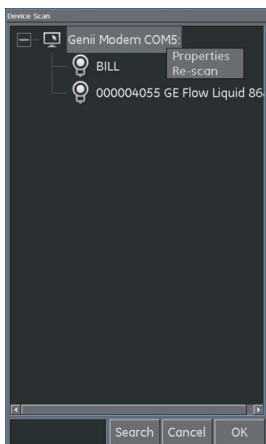 Device Scan
Genii Modem COM5:
Properties
Re-scan
BILL
000004055 GE Flow Liquid 86
Search Cancel OK